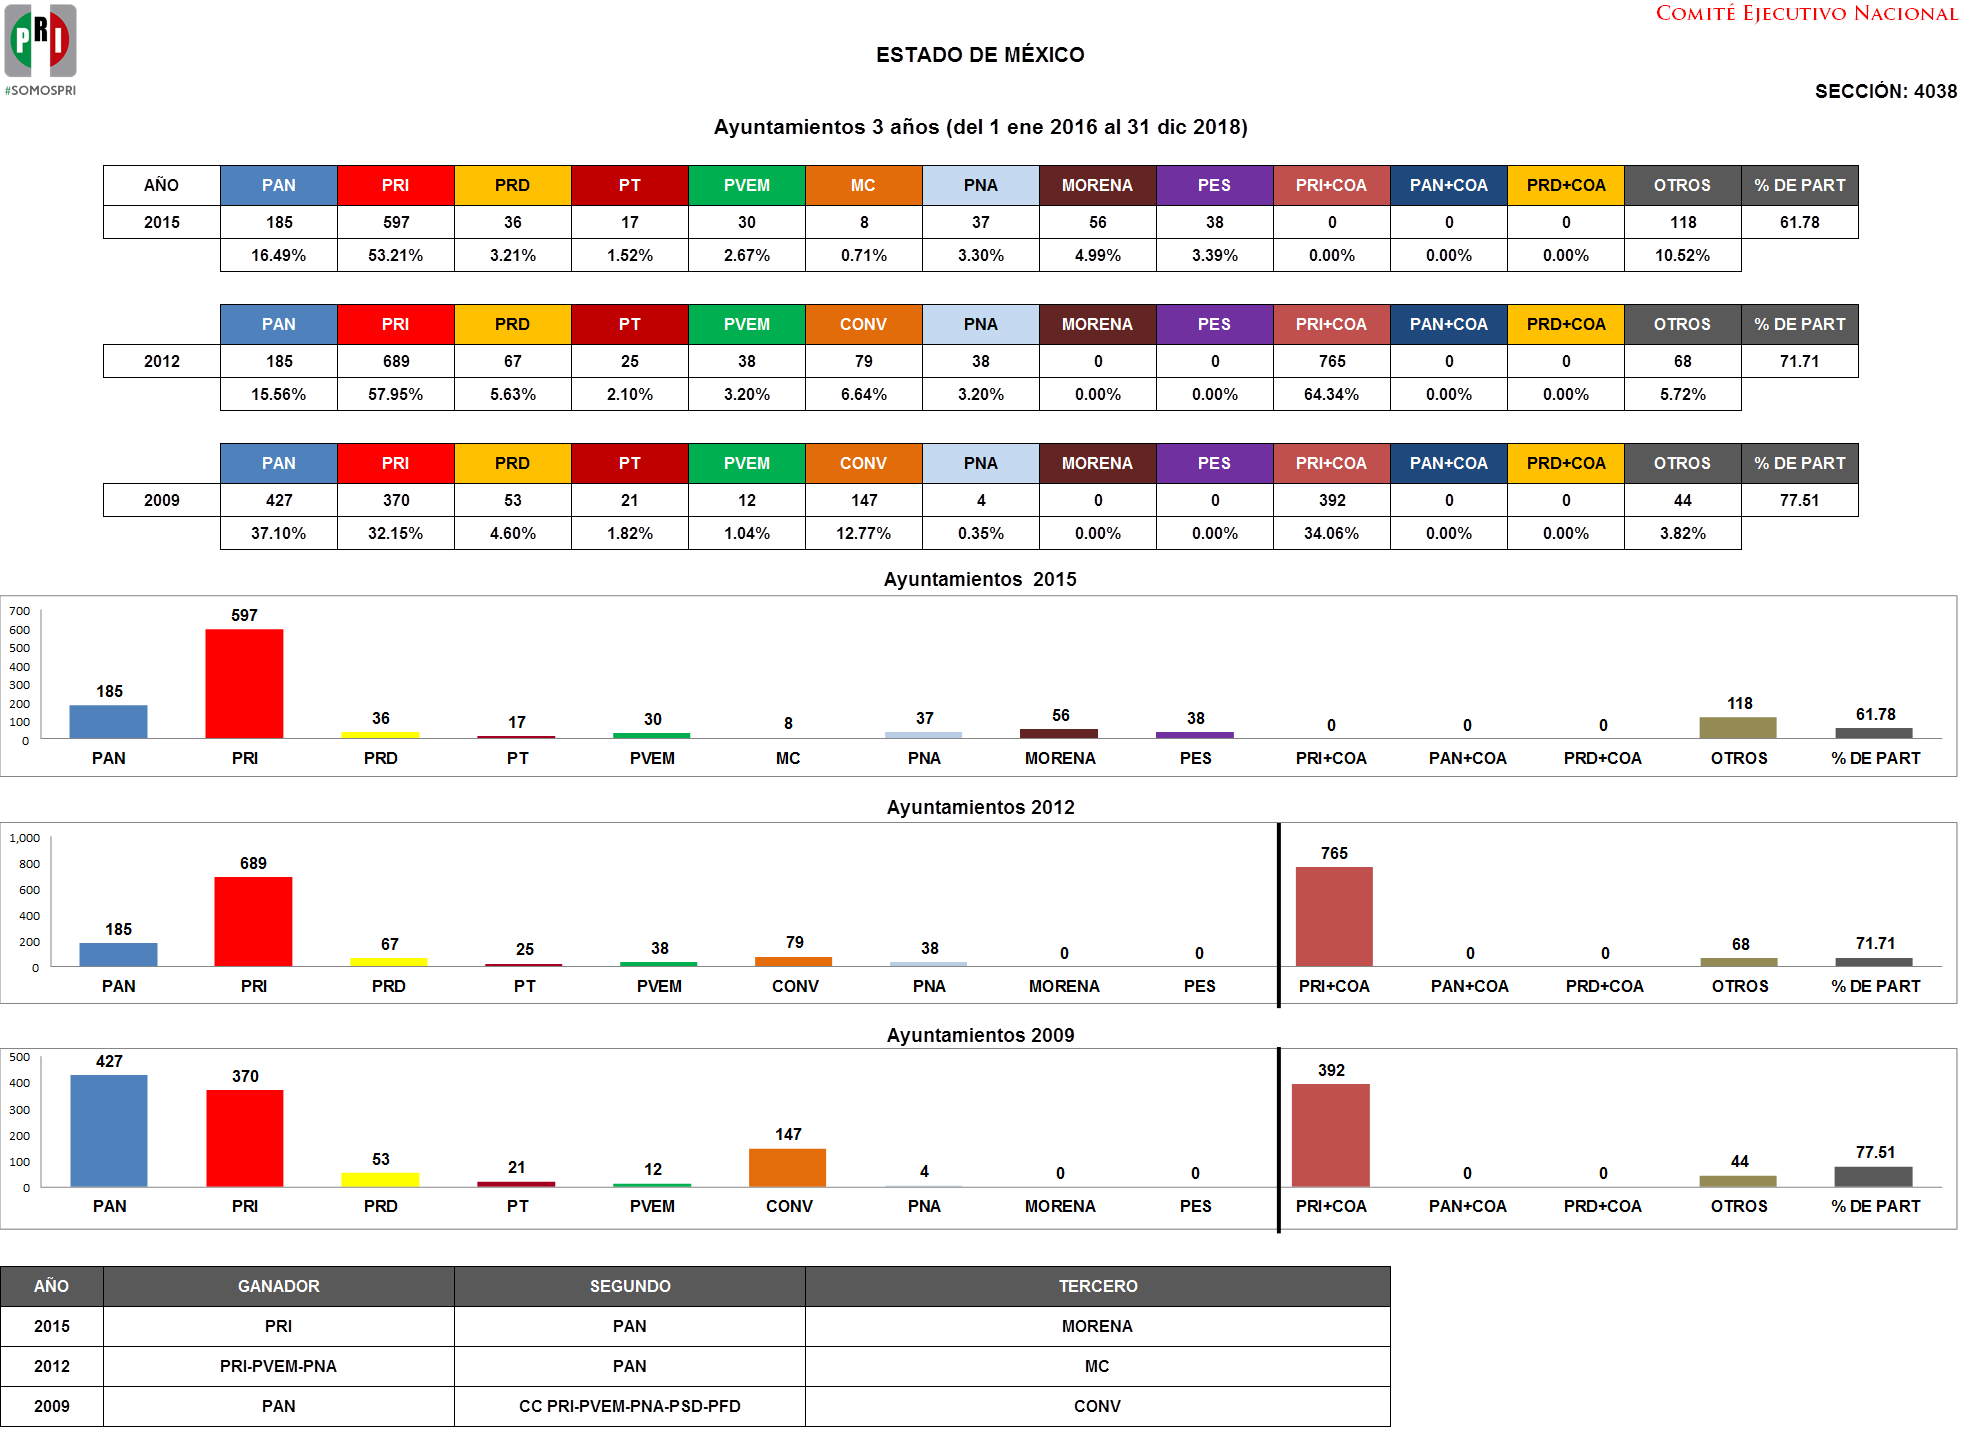 PRI
#SOMOSPRI
COMITÉ EJECUTIVO NACIONAL
ESTADO DE MÉXICO
SECCIÓN: 4038
Ayuntamientos 3 años (del 1 ene 2016 al 31 dic 2018)
AÑO PAN PRI PRD PT PVEM MC PNA MORENA PES PRI+COA PAN+COA PRD+COA OTROS % DE PART
2015 185 597 36 17 30 8 37 56 38 0 0 0 118 61.78
16.49% 53.21% 3.21% 1.52% 2.67% 0.71% 3.30% 4.99% 3.39% 0.00% 0.00% 0.00% 10.52%
PAN PRI PRD PT PVEM CONV PNA MORENA PES PRI+COA PAN+COA PRD+COA OTROS % DE PART
2012 185 689 67 25 38 79 38 0 0 765 0 0 68 71.71
15.56% 57.95% 5.63% 2.10% 3.20% 6.64% 3.20% 0.00% 0.00% 64.34% 0.00% 0.00% 5.72%
PAN PRI PRD PT PVEM CONV PNA MORENA PES PRI+COA PAN+COA PRD+COA OTROS % DE PART
2009 427 370 53 21 12 147 4 0 0 392 0 0 44 77.51
37.10% 32.15% 4.60% 1.82% 1.04% 12.77% 0.35% 0.00% 0.00% 34.06% 0.00% 0.00% 3.82%
Ayuntamientos 2015
700
600
500
400
300
200
100
0
185 597 36 17 30 8 37 56 38 0 0 0 118 61.78
PAN PRI PRD PT PVEM MC PNA MORENA PES PRI+COA PAN+COA PRD+COA OTROS % DE PART
Ayuntamientos 2012
1,000
800
600
400
200
0
185 689 67 25 38 79 38 0 0 765 0 0 68 71.71
PAN PRI PRD PT PVEM CONV PNA MORENA PES PRI+COA PAN+COA PRD+COA OTROS % DE PART
Ayuntamientos 2009
500
400
300
200
100
0
427 370 53 21 12 147 4 0 0 392 0 0 44 77.51
PAN PRI PRD PT PVEM CONV PNA MORENA PES PRI+COA PAN+COA PRD+COA OTROS % DE PART
AÑO GANADOR SEGUNDO TERCERO
2015 PRI PAN MORENA
2012 PRI-PVEM-PNA PAN MC
2009 PAN CC PRI-PVEM-PNA-PSD-PFD CONV